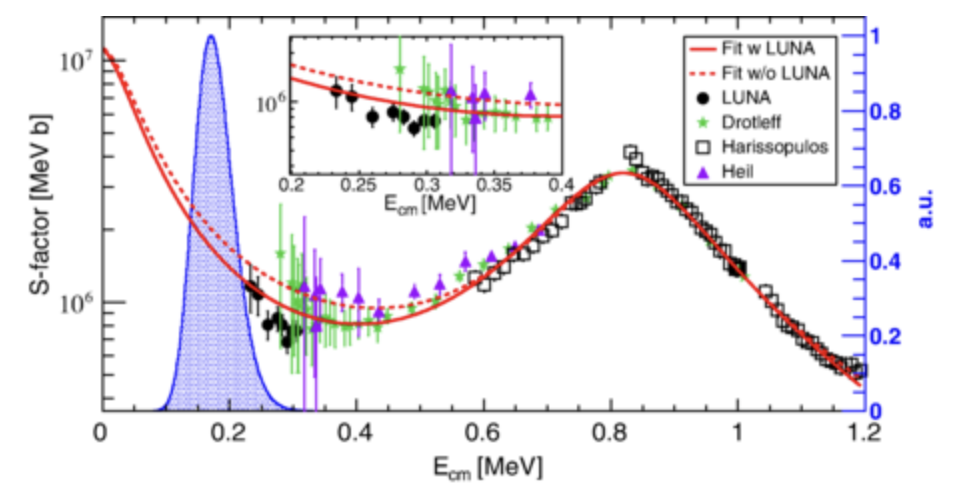 S-factor [MeV b]
10⁷
10⁶
0
0.2
0.4
0.6
0.8
1
1.2
E_cm [MeV]
10⁶
0.2
0.25
0.3
0.35
0.4
E_cm [MeV]
Fit w LUNA
Fit w/o LUNA
LUNA
Drotleff
Harissopulos
Heil
1
0.8
0.6
0.4
0.2
0
a.u.